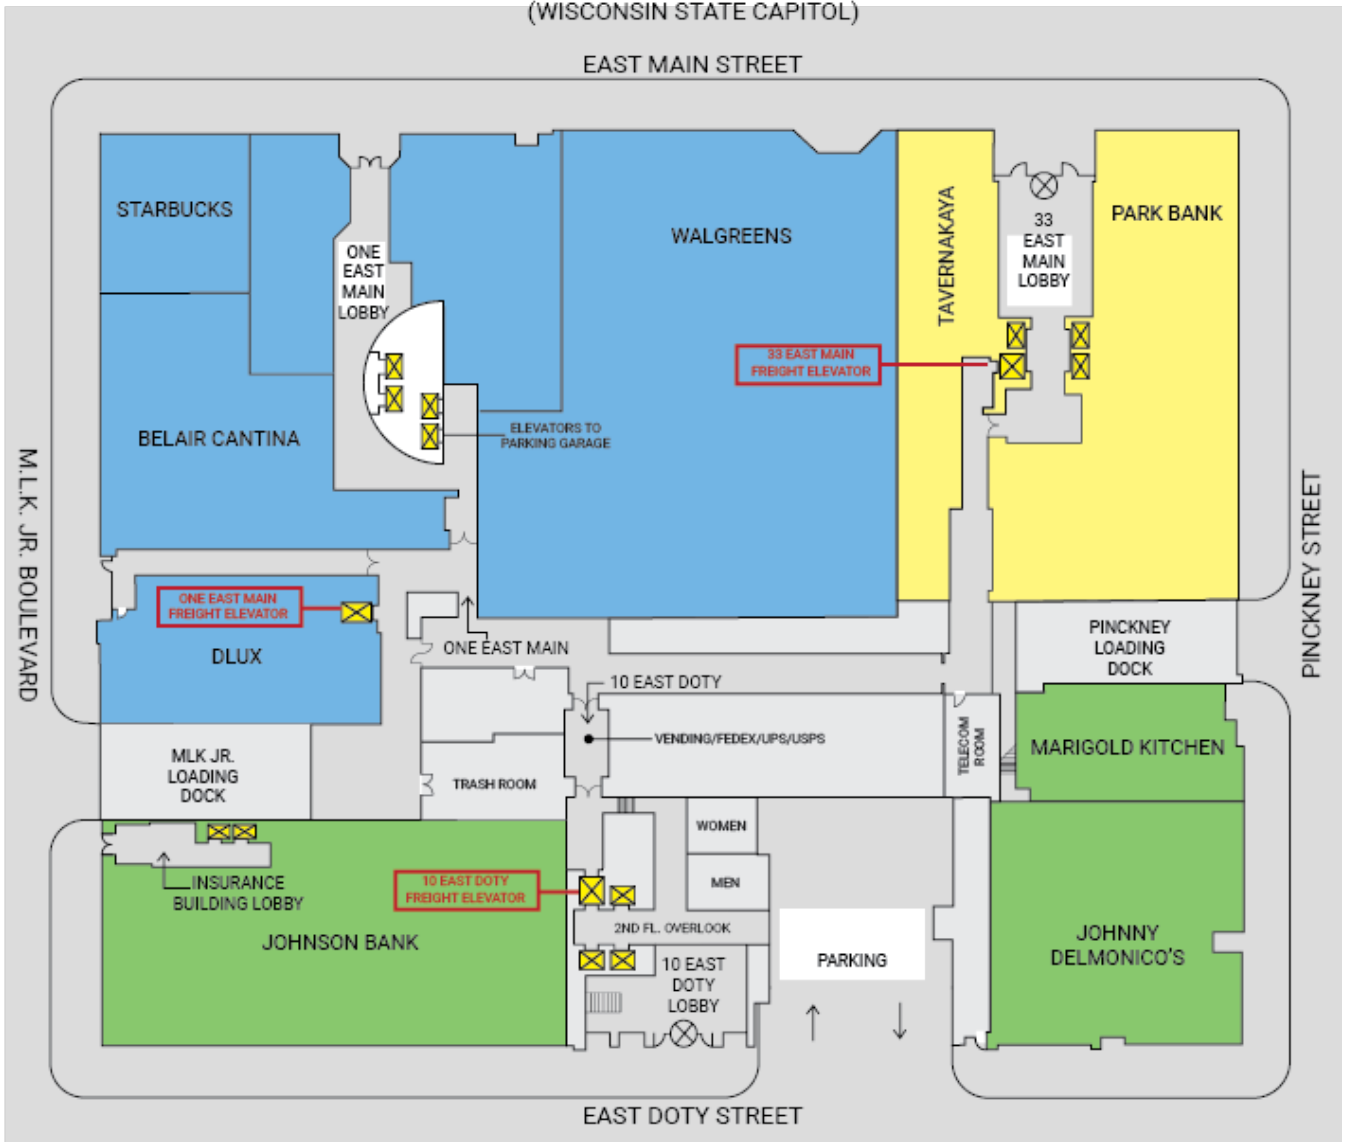 (WISCONSIN STATE CAPITOL)
EAST MAIN STREET
STARBUCKS
ONE
EAST
MAIN
LOBBY
WALGREENS
TAVERNAKAYA
33
EAST
MAIN
LOBBY
PARK BANK
33 EAST MAIN
FREIGHT ELEVATOR
BELAIR CANTINA
ELEVATORS TO
PARKING GARAGE
M.L.K. JR. BOULEVARD
PINCKNEY STREET
ONE EAST MAIN
FREIGHT ELEVATOR
DLUX
ONE EAST MAIN
PINCKNEY
LOADING
DOCK
10 EAST DOTY
VENDING/FEDEX/UPS/USPS
TELECOM
ROOM
MARIGOLD KITCHEN
MLK JR.
LOADING
DOCK
TRASH ROOM
WOMEN
MEN
INSURANCE
BUILDING LOBBY
10 EAST DOTY
FREIGHT ELEVATOR
JOHNSON BANK
2ND FL. OVERLOOK
10 EAST
DOTY
LOBBY
PARKING
JOHNNY
DELMONICO'S
EAST DOTY STREET